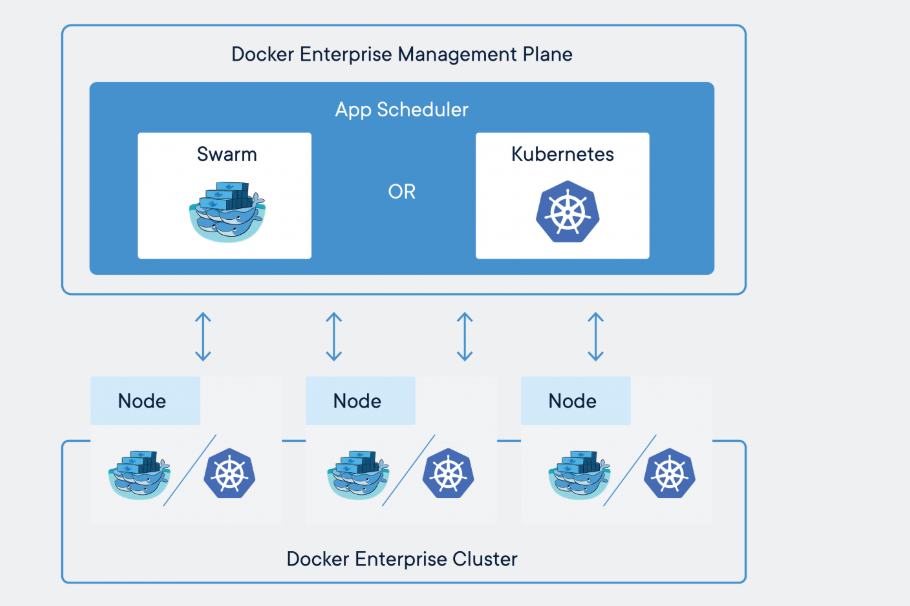 Docker Enterprise Management Plane
App Scheduler
Swarm
OR
Kubernetes
Node
Node
Node
Docker Enterprise Cluster